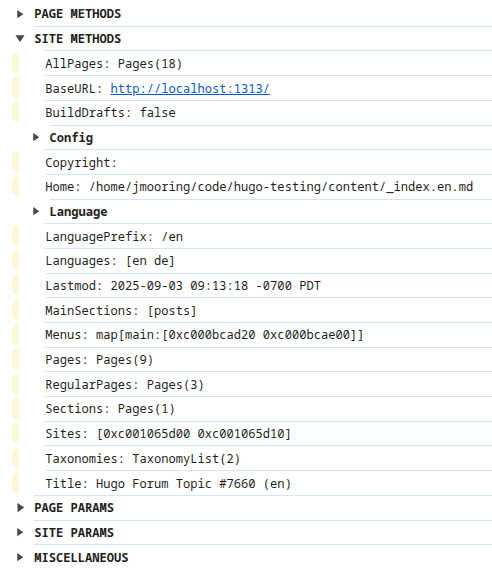 PAGE METHODS
SITE METHODS
AllPages: Pages(18)
BaseURL: http://localhost:1313/
BuildDrafts: false
Config
Copyright:
Home: /home/jmooring/code/hugo-testing/content/_index.en.md
Language
LanguagePrefix: /en
Languages: [en de]
Lastmod: 2025-09-03 09:13:18 -0700 PDT
MainSections: [posts]
Menus: map[main:[0xc000bcad20 0xc000bcae00]]
Pages: Pages(9)
RegularPages: Pages(3)
Sections: Pages(1)
Sites: [0xc001065d00 0xc001065d10]
Taxonomies: TaxonomyList(2)
Title: Hugo Forum Topic #7660 (en)
PAGE PARAMS
SITE PARAMS
MISCELLANEOUS